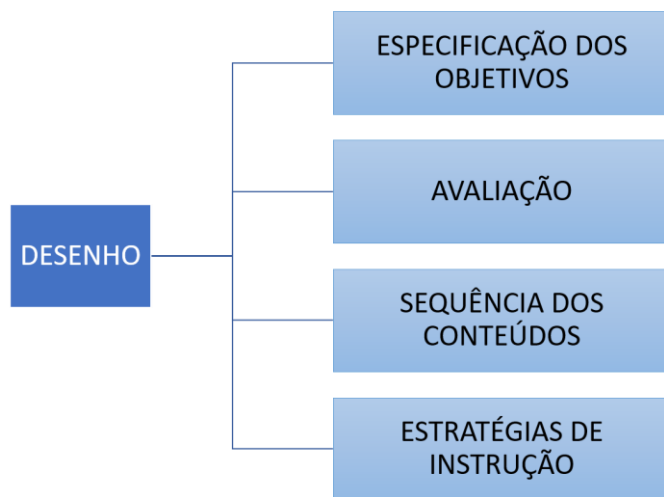 DESENHO
ESPECIFICAÇÃO DOS
OBJETIVOS
AVALIAÇÃO
SEQUÊNCIA DOS
CONTEÚDOS
ESTRATÉGIAS DE
INSTRUÇÃO